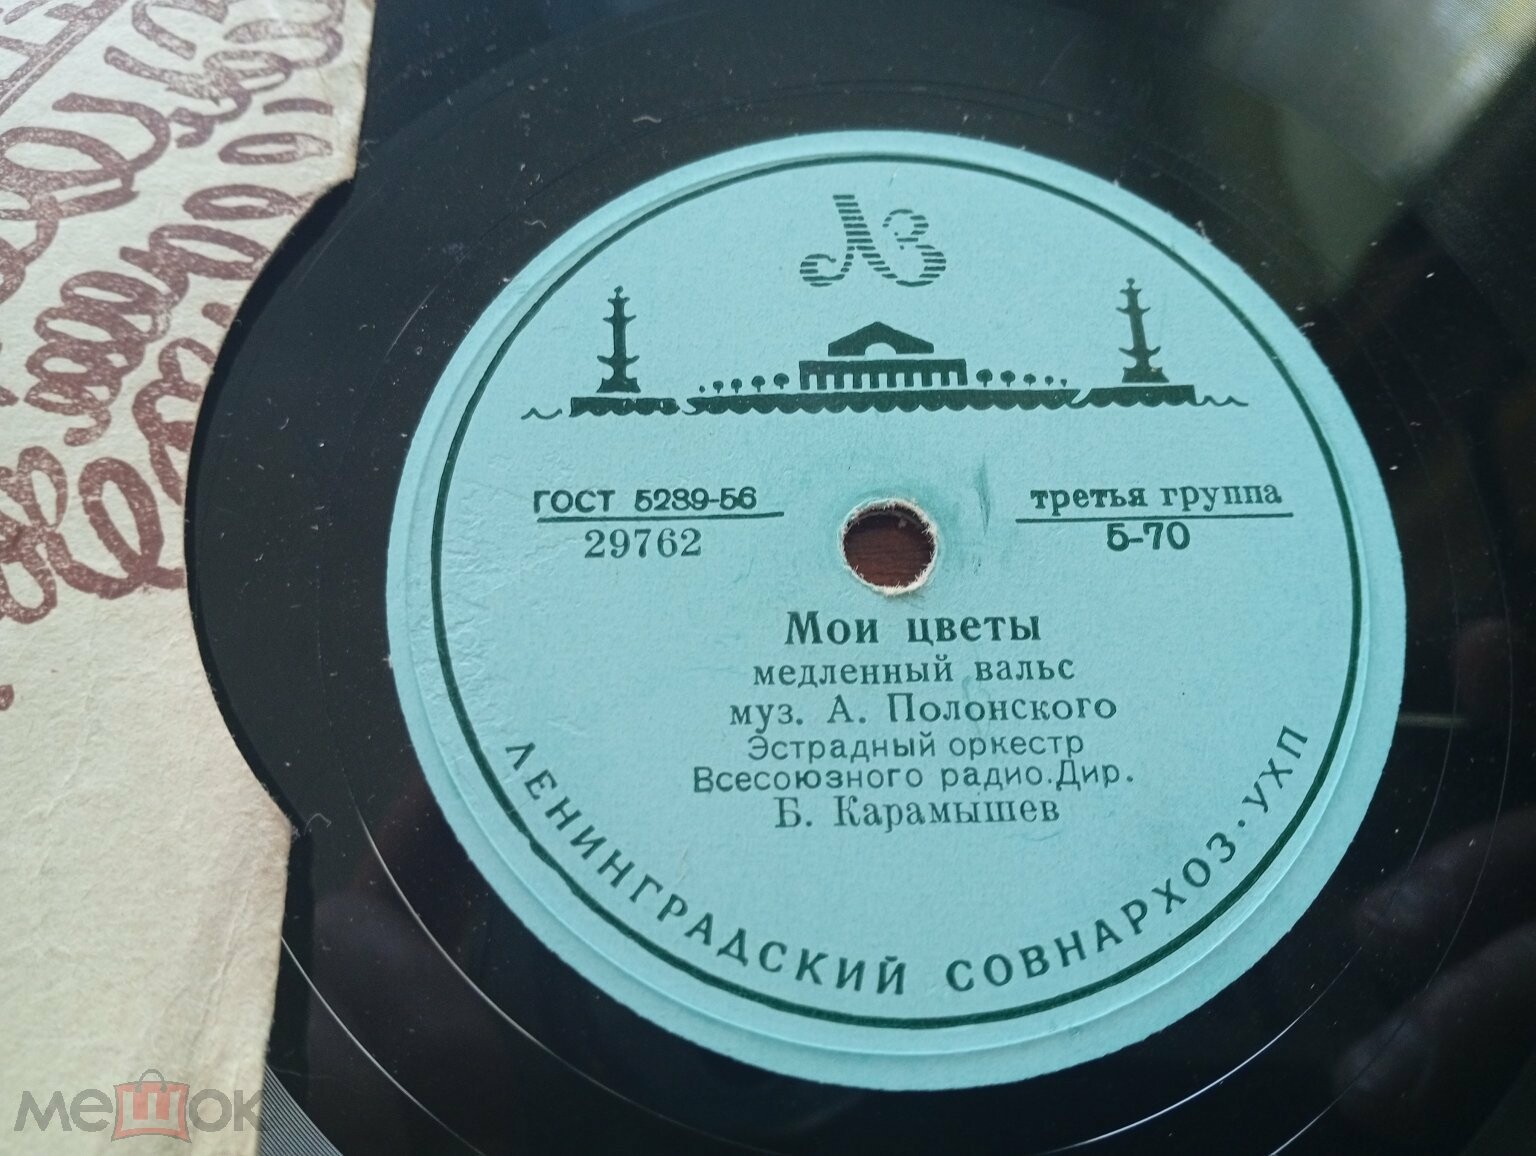 ЛЗ
ГОСТ 5289-56
29762
третья группа
5-70
Мои цветы
медленный вальс
муз. А. Полонского
Эстрадный оркестр
Всесоюзного радио. Дир.
Б. Карамышев
ЛЕНИНГРАДСКИЙ СОВНАРХОЗ · УХП
мешок